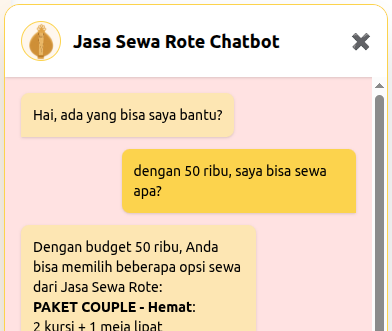 Jasa Sewa Rote Chatbot
Hai, ada yang bisa saya bantu?
dengan 50 ribu, saya bisa sewa
apa?
Dengan budget 50 ribu, Anda
bisa memilih beberapa opsi sewa
dari Jasa Sewa Rote:
PAKET COUPLE - Hemat:
2 kursi + 1 meja lipat